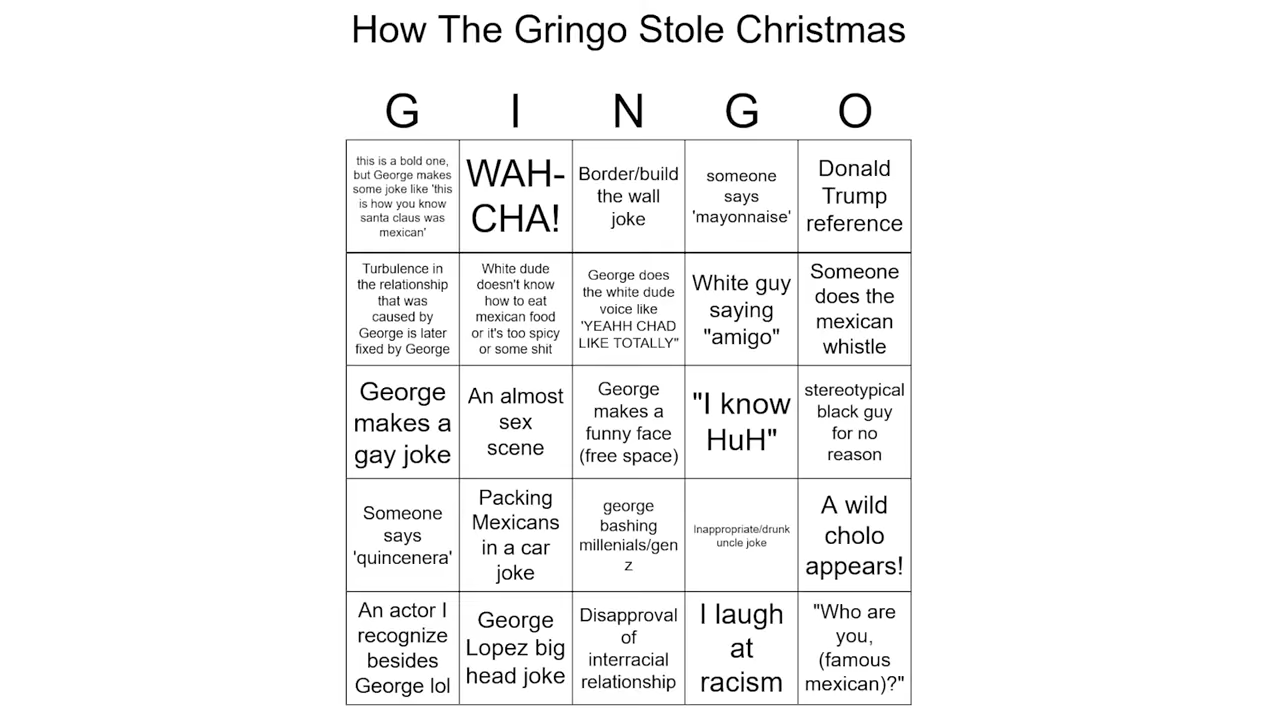 How The Gringo Stole Christmas
G I N G O
this is a bold one,
but George makes
some joke like 'this
is how you know
santa claus was
mexican'
WAH-
CHA!
Border/build
the wall
joke
someone
says
'mayonnaise'
Donald
Trump
reference
Turbulence in
the relationship
that was
caused by
George is later
fixed by George
White dude
doesn't know
how to eat
mexican food
or it's too spicy
or some shit
George does
the white dude
voice like
'YEAHH CHAD
LIKE TOTALLY"
White guy
saying
"amigo"
Someone
does the
mexican
whistle
George
makes a
gay joke
An almost
sex
scene
George
makes a
funny face
(free space)
"I know
HuH"
stereotypical
black guy
for no
reason
Someone
says
'quincenera'
Packing
Mexicans
in a car
joke
george
bashing
millenials/gen
z
Inappropriate/drunk
uncle joke
A wild
cholo
appears!
An actor I
recognize
besides
George lol
George
Lopez big
head joke
Disapproval
of
interracial
relationship
I laugh
at
racism
"Who are
you,
(famous
mexican)?"